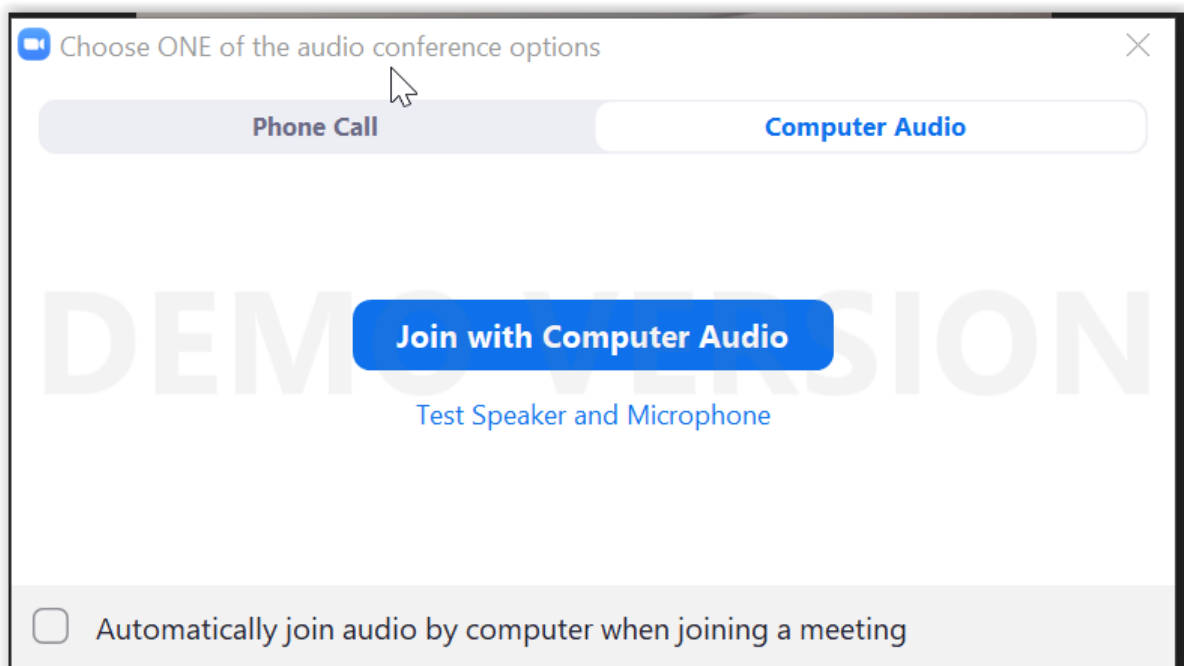 Choose ONE of the audio conference options
Phone Call Computer Audio
DEMO VERSION
Join with Computer Audio
Test Speaker and Microphone
Automatically join audio by computer when joining a meeting